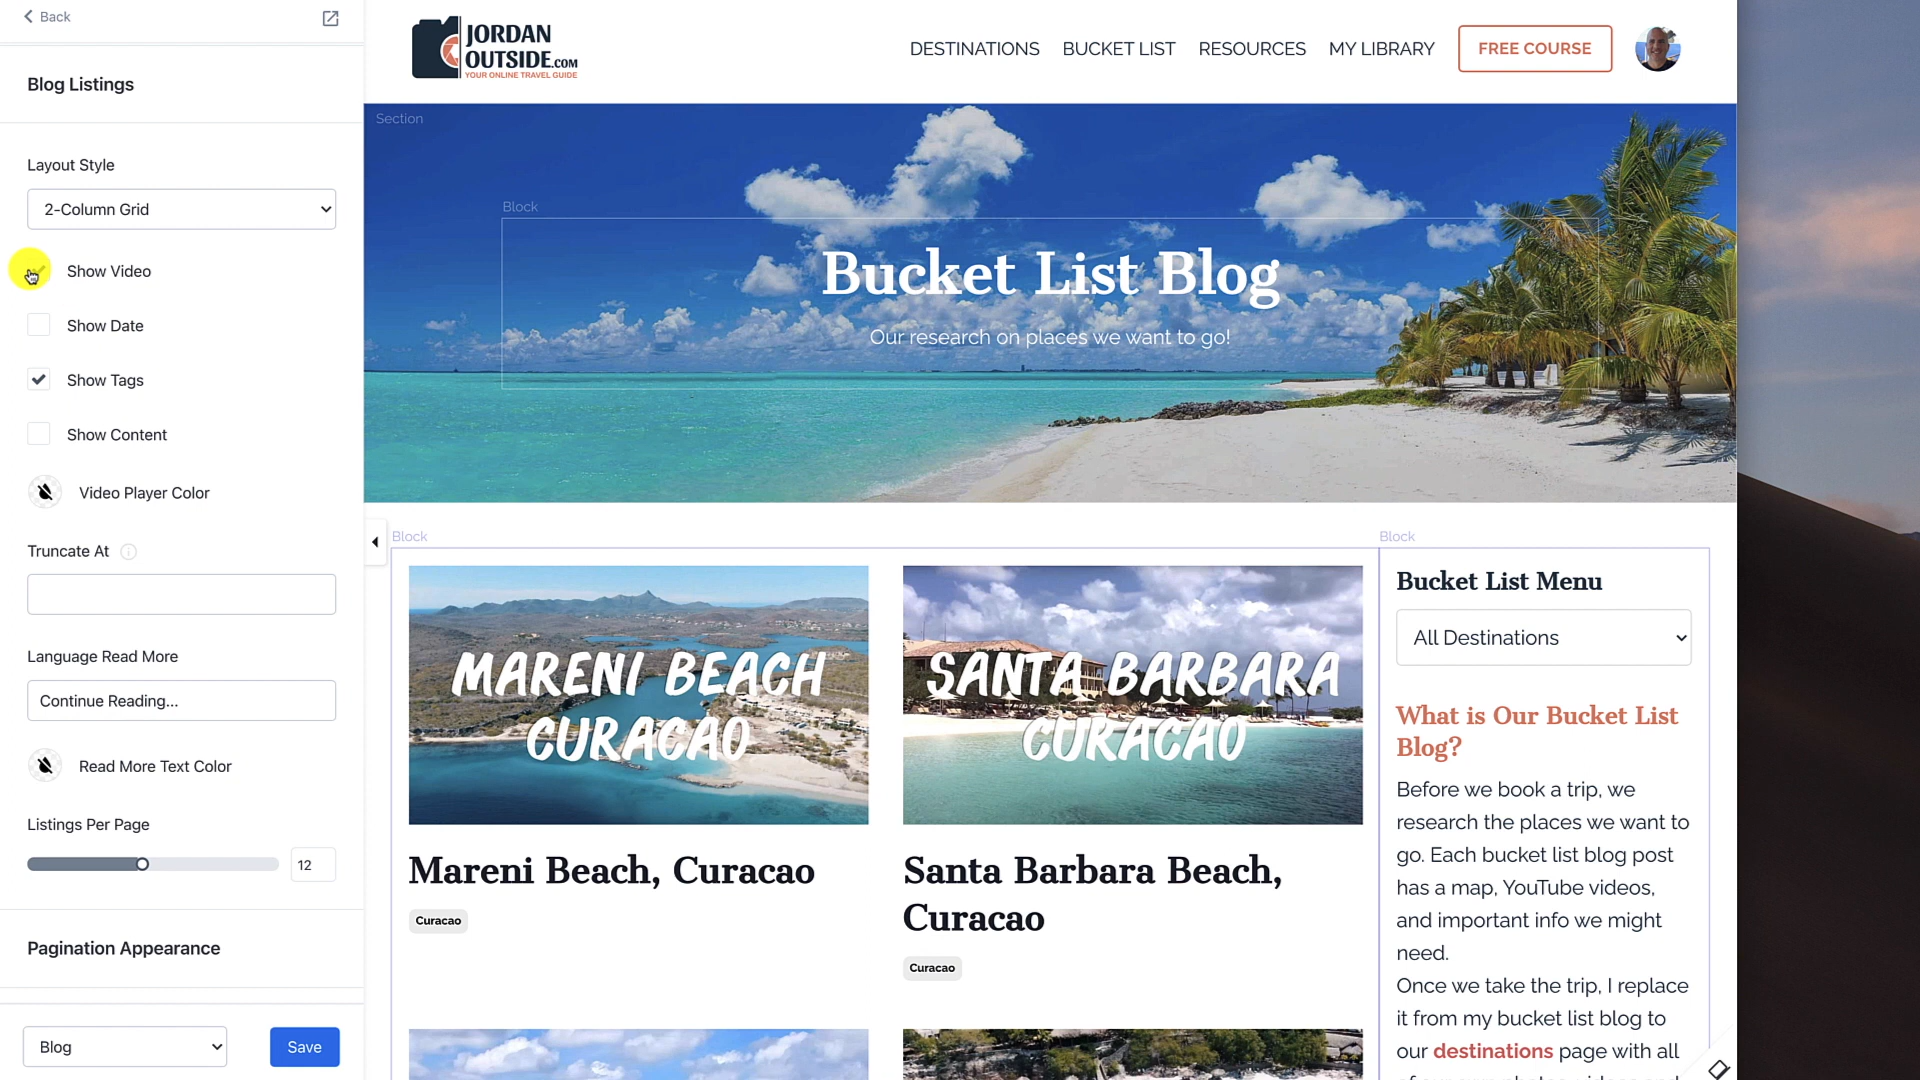 Back
Blog Listings
Layout Style
2-Column Grid
Show Video
Show Date
Show Tags
Show Content
Video Player Color
Truncate At
Language Read More
Continue Reading...
Read More Text Color
Listings Per Page
12
Pagination Appearance
Blog
Save
JORDAN
OUTSIDE.COM
YOUR ONLINE TRAVEL GUIDE
DESTINATIONS
BUCKET LIST
RESOURCES
MY LIBRARY
FREE COURSE
Section
Block
Bucket List Blog
Our research on places we want to go!
Block
MARENI BEACH
CURACAO
Mareni Beach, Curacao
Curacao
SANTA BARBARA
CURACAO
Santa Barbara Beach,
Curacao
Curacao
Block
Bucket List Menu
All Destinations
What is Our Bucket List
Blog?
Before we book a trip, we
research the places we want to
go. Each bucket list blog post
has a map, YouTube videos,
and important info we might
need.
Once we take the trip, I replace
it from my bucket list blog to
our destinations page with all